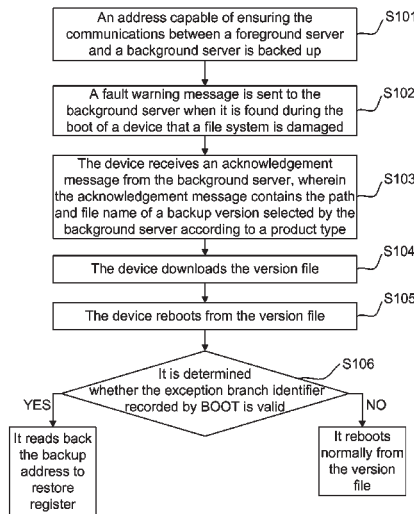 An address capable of ensuring the
communications between a foreground server
and a background server is backed up
S101
A fault warning message is sent to the
background server when it is found during the
boot of a device that a file system is damaged
S102
The device receives an acknowledgement
message from the background server, wherein
the acknowledgement message contains the path
and file name of a backup version selected by the
background server according to a product type
S103
The device downloads the version file
S104
The device reboots from the version file
S105
It is determined
whether the exception branch identifier
recorded by BOOT is valid
S106
YES
NO
It reads back
the backup
address to
restore
register
It reboots
normally from
the version
file